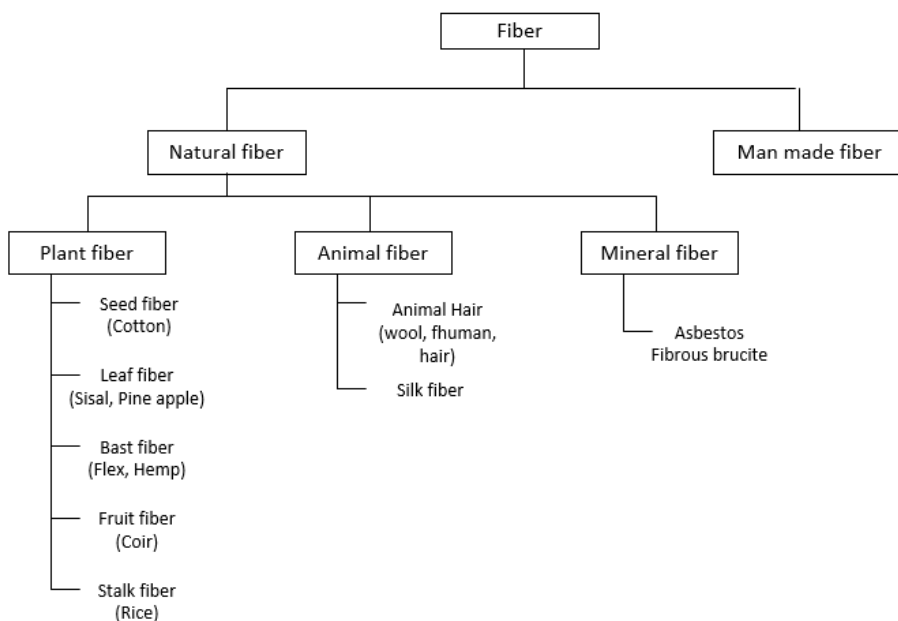 Fiber
Natural fiber
Man made fiber
Plant fiber
Animal fiber
Mineral fiber
Seed fiber
(Cotton)
Leaf fiber
(Sisal, Pine apple)
Bast fiber
(Flex, Hemp)
Fruit fiber
(Coir)
Stalk fiber
(Rice)
Animal Hair
(wool, fhuman,
hair)
Silk fiber
Asbestos
Fibrous brucite